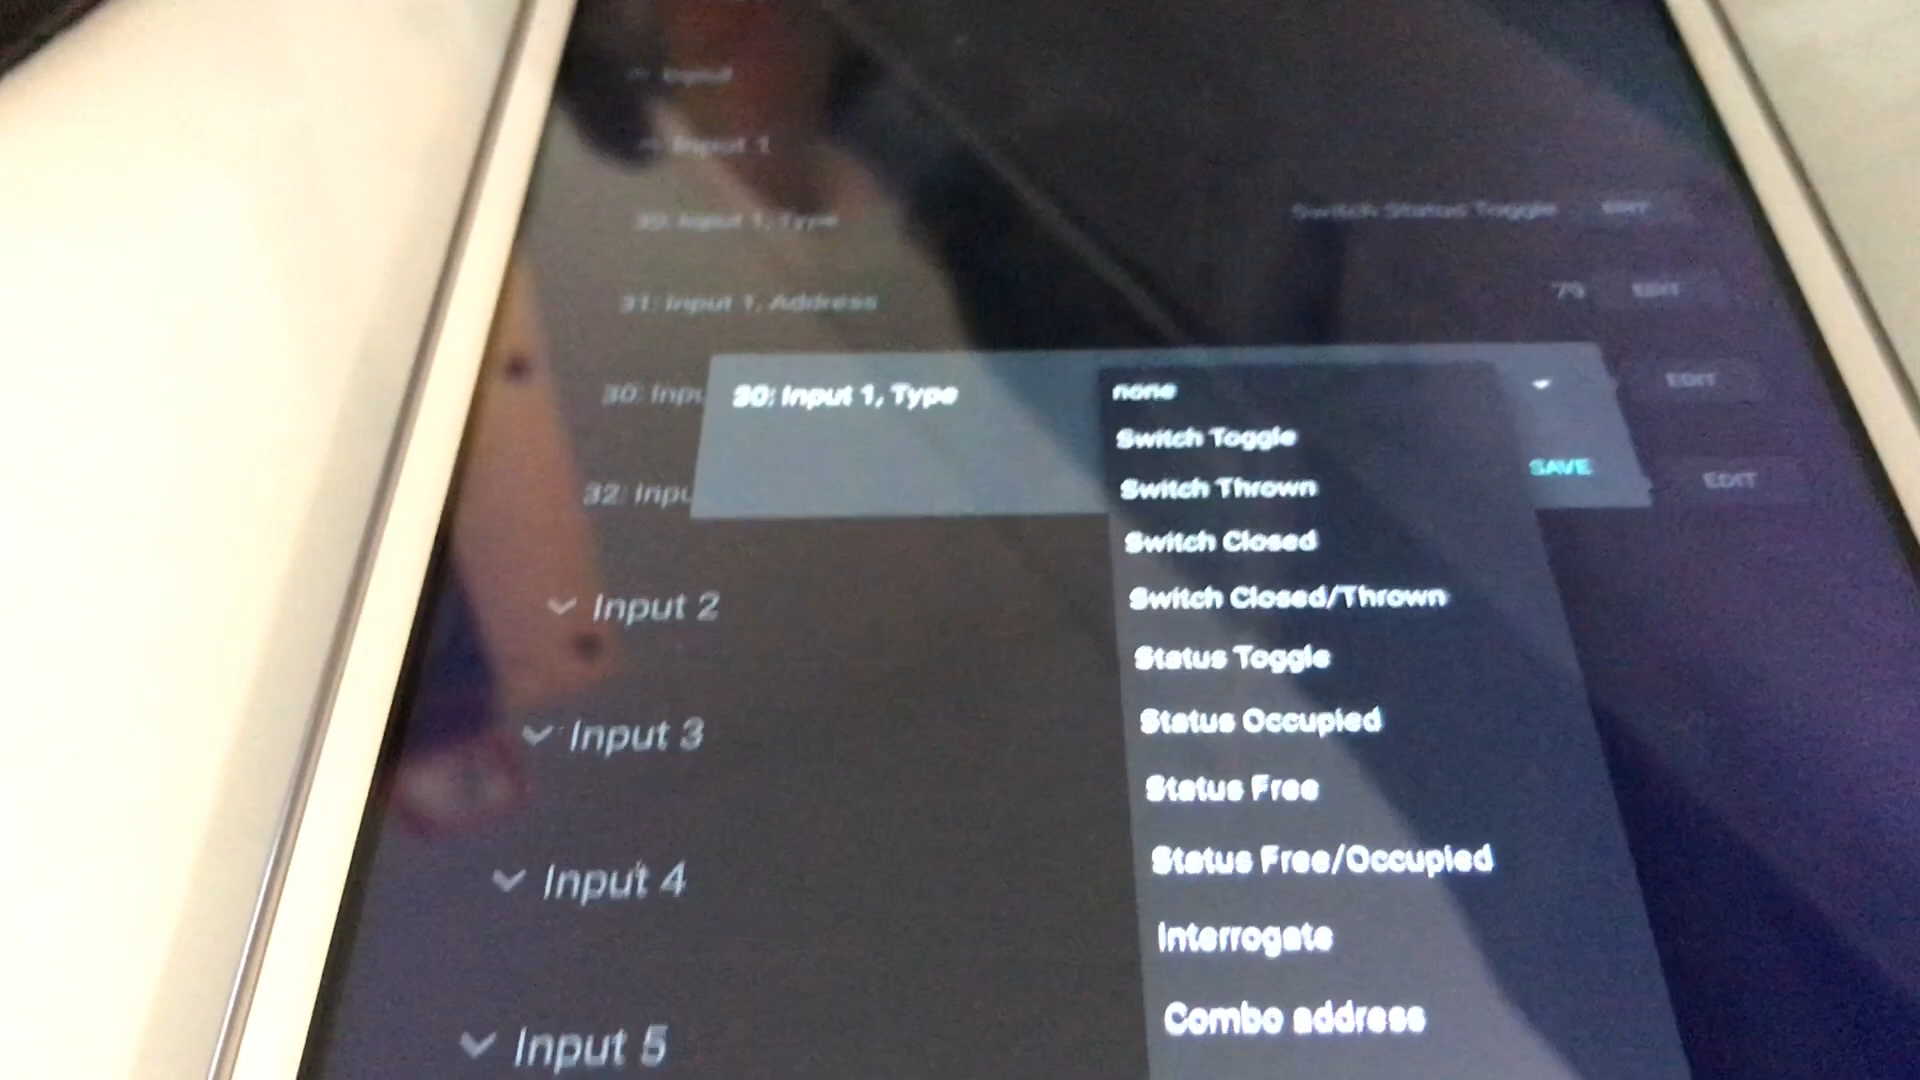 Input
Input 1
30: Input 1, Type
Switch Status Toggle EDIT
31: Input 1, Address
79 EDIT
30: Inpu
30: Input 1, Type
none
EDIT
Switch Toggle
SAVE
32: Inpu
EDIT
Switch Thrown
Switch Closed
Switch Closed/Thrown
Input 2
Status Toggle
Status Occupied
Input 3
Status Free
Status Free/Occupied
Input 4
Interrogate
Combo address
Input 5